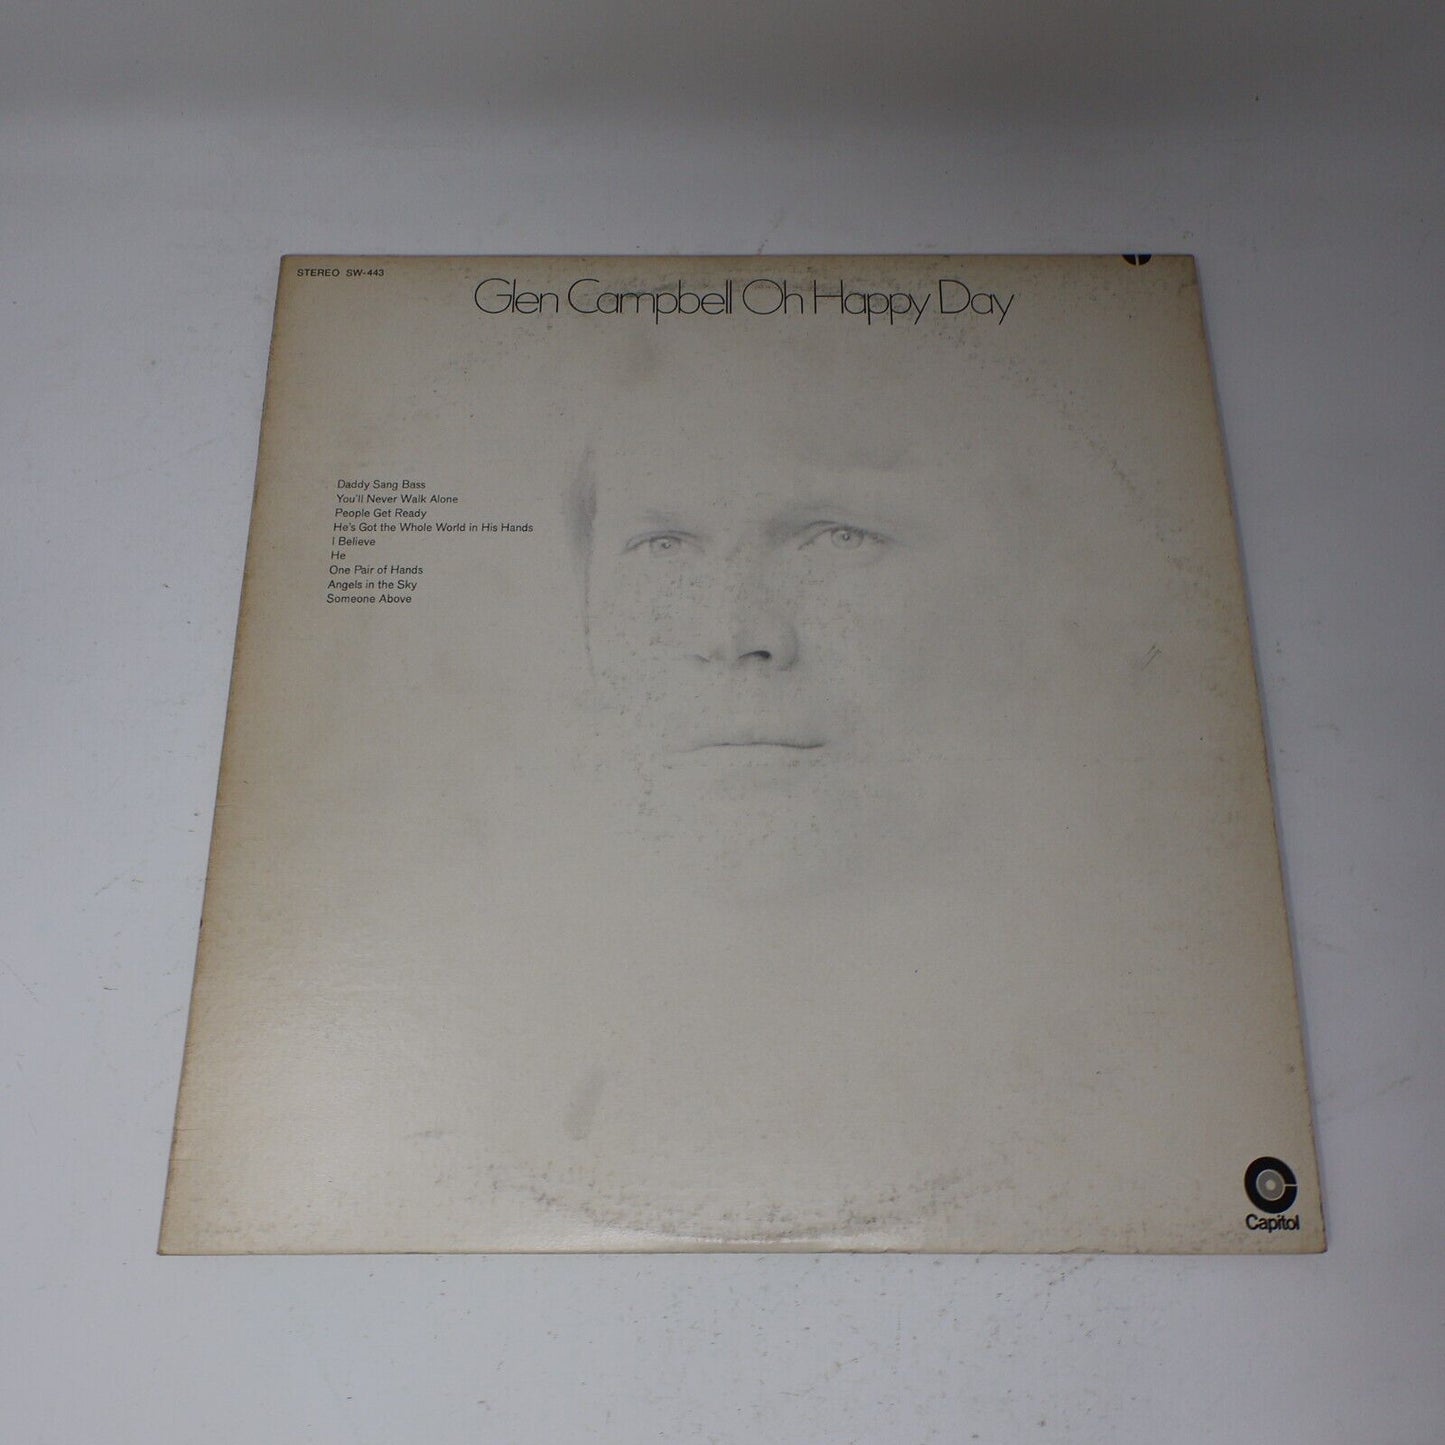 STEREO SW-443
Glen Campbell Oh Happy Day
Daddy Sang Bass
You'll Never Walk Alone
People Get Ready
He's Got the Whole World in His Hands
I Believe
He
One Pair of Hands
Angels in the Sky
Someone Above
Capitol